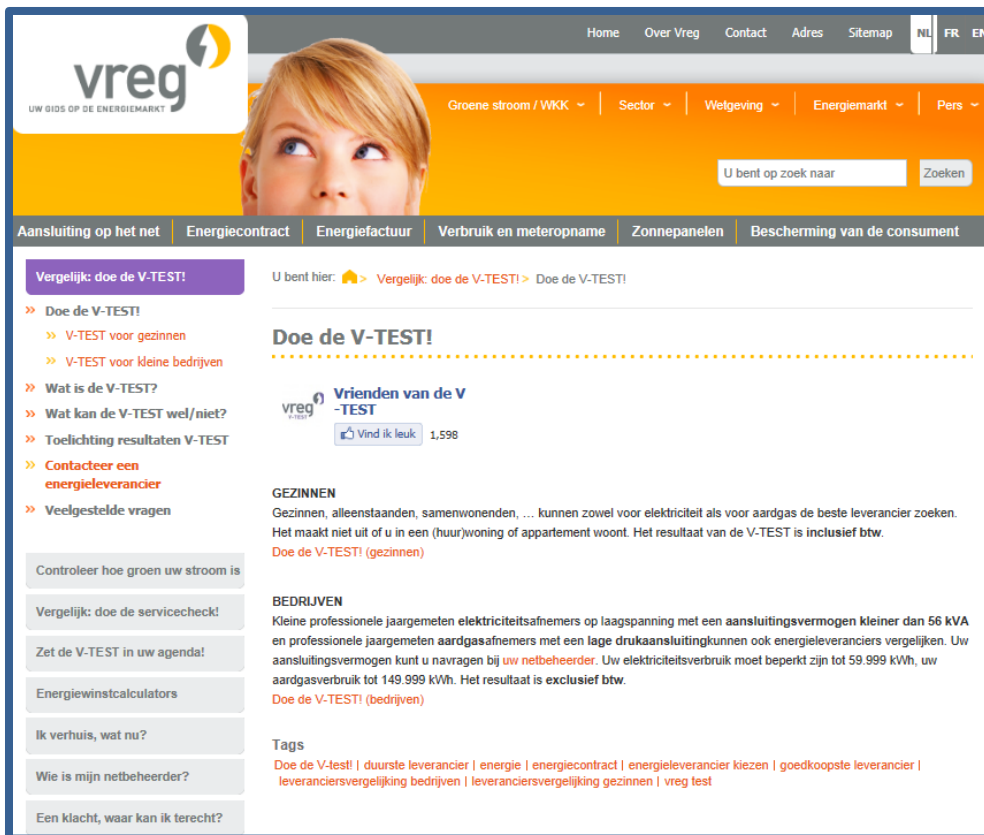 Home Over Vreg Contact Adres Sitemap NL FR EN
vreg
UW GIDS OP DE ENERGIEMARKT
Groene stroom / WKK Sector Wetgeving Energiemarkt Pers
U bent op zoek naar Zoeken
Aansluiting op het net Energiecontract Energiefactuur Verbruik en meteropname Zonnepanelen Bescherming van de consument
Vergelijk: doe de V-TEST!
» Doe de V-TEST!
» V-TEST voor gezinnen
» V-TEST voor kleine bedrijven
» Wat is de V-TEST?
» Wat kan de V-TEST wel/niet?
» Toelichting resultaten V-TEST
» Contacteer een
energieleverancier
» Veelgestelde vragen
Controleer hoe groen uw stroom is
Vergelijk: doe de servicecheck!
Zet de V-TEST in uw agenda!
Energiewinstcalculators
Ik verhuis, wat nu?
Wie is mijn netbeheerder?
Een klacht, waar kan ik terecht?
U bent hier: > Vergelijk: doe de V-TEST! > Doe de V-TEST!
Doe de V-TEST!
vreg
V-TEST
Vrienden van de V
-TEST
Vind ik leuk 1,598
GEZINNEN
Gezinnen, alleenstaanden, samenwonenden, … kunnen zowel voor elektriciteit als voor aardgas de beste leverancier zoeken.
Het maakt niet uit of u in een (huur)woning of appartement woont. Het resultaat van de V-TEST is inclusief btw.
Doe de V-TEST! (gezinnen)
BEDRIJVEN
Kleine professionele jaargemeten elektriciteitsafnemers op laagspanning met een aansluitingsvermogen kleiner dan 56 kVA
en professionele jaargemeten aardgasafnemers met een lage drukaansluitingkunnen ook energieleveranciers vergelijken. Uw
aansluitingsvermogen kunt u navragen bij uw netbeheerder. Uw elektriciteitsverbruik moet beperkt zijn tot 59.999 kWh, uw
aardgasverbruik tot 149.999 kWh. Het resultaat is exclusief btw.
Doe de V-TEST! (bedrijven)
Tags
Doe de V-test! | duurste leverancier | energie | energiecontract | energieleverancier kiezen | goedkoopste leverancier |
leveranciersvergelijking bedrijven | leveranciersvergelijking gezinnen | vreg test